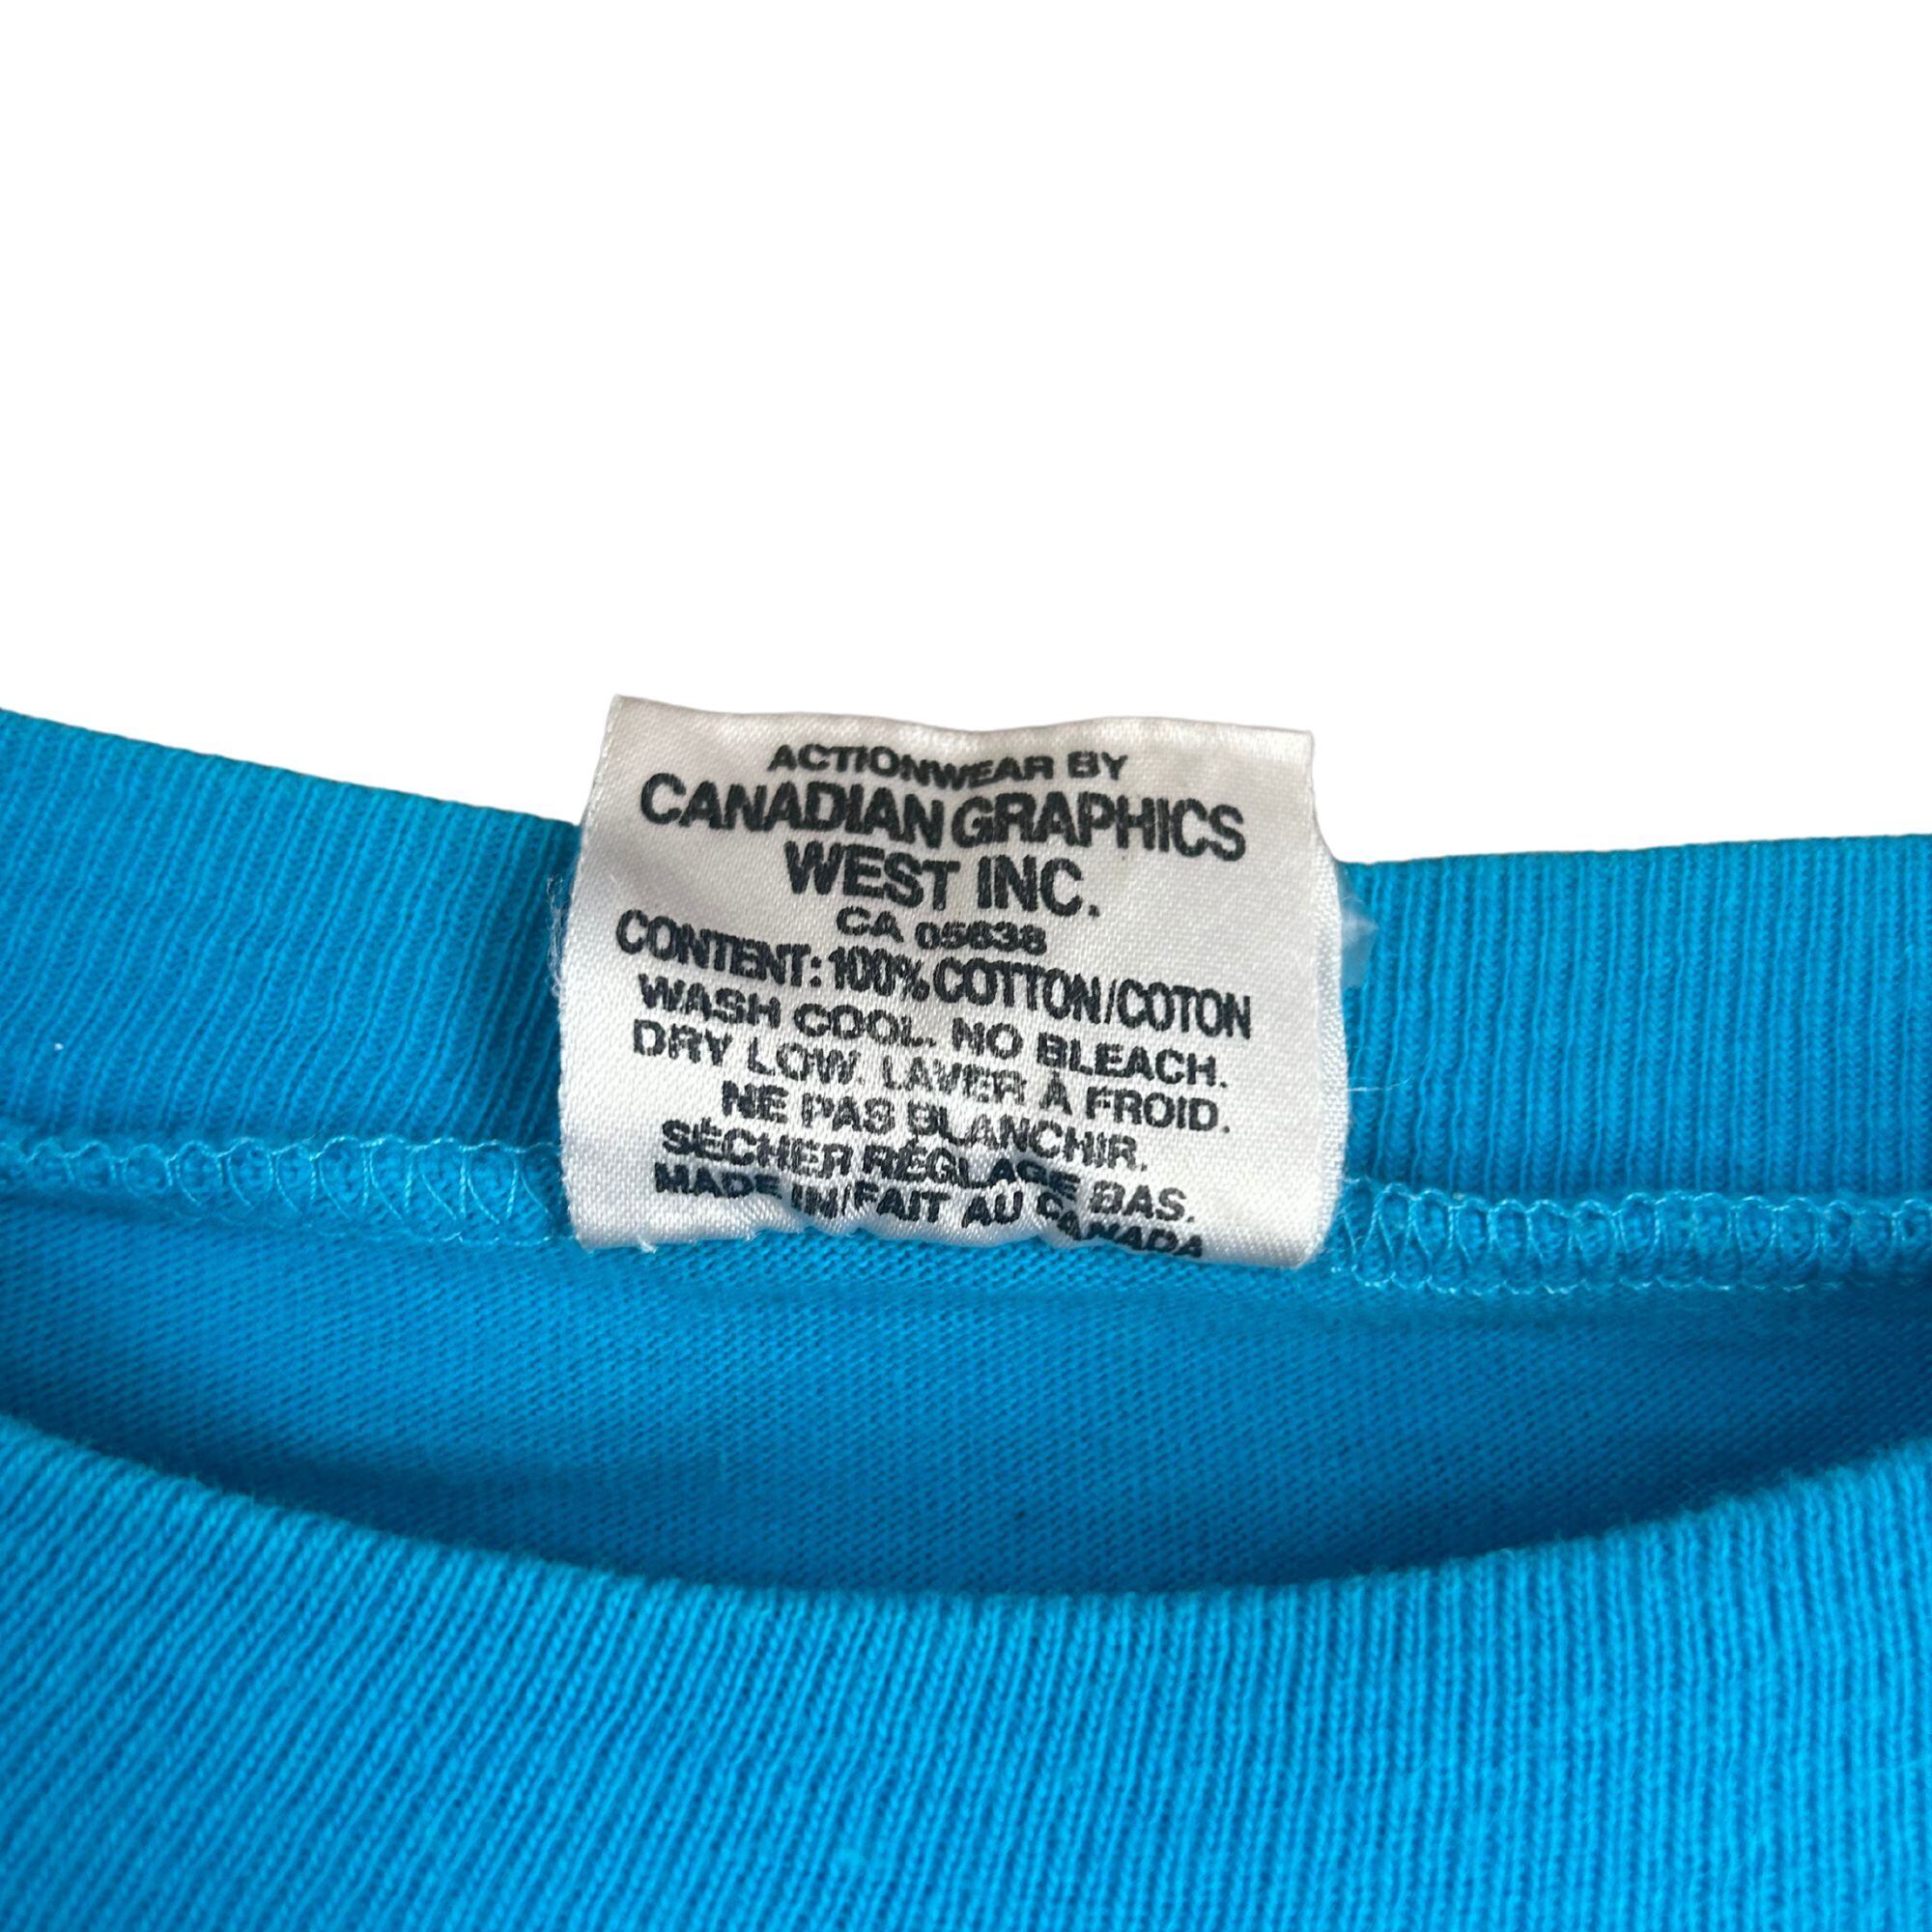 ACTIONWEAR BY
CANADIAN GRAPHICS
WEST INC.
CA 05638
CONTENT: 100% COTTON/COTON
WASH COOL. NO BLEACH.
DRY LOW. LAVER À FROID.
NE PAS BLANCHIR.
SÉCHER RÉGLAGE BAS.
MADE IN/FAIT AU CANADA